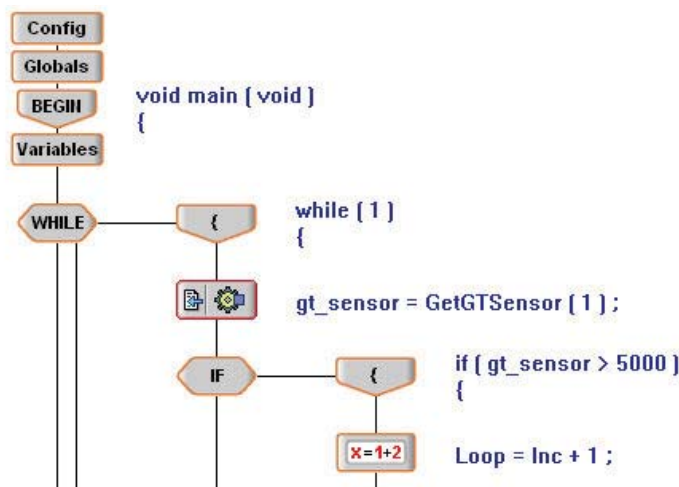 Config
Globals
BEGIN
void main ( void )
{
Variables
WHILE
{
while ( 1 )
{
gt_sensor = GetGTSensor ( 1 ) ;
IF
{
if ( gt_sensor > 5000 )
{
X=1+2
Loop = Inc + 1 ;